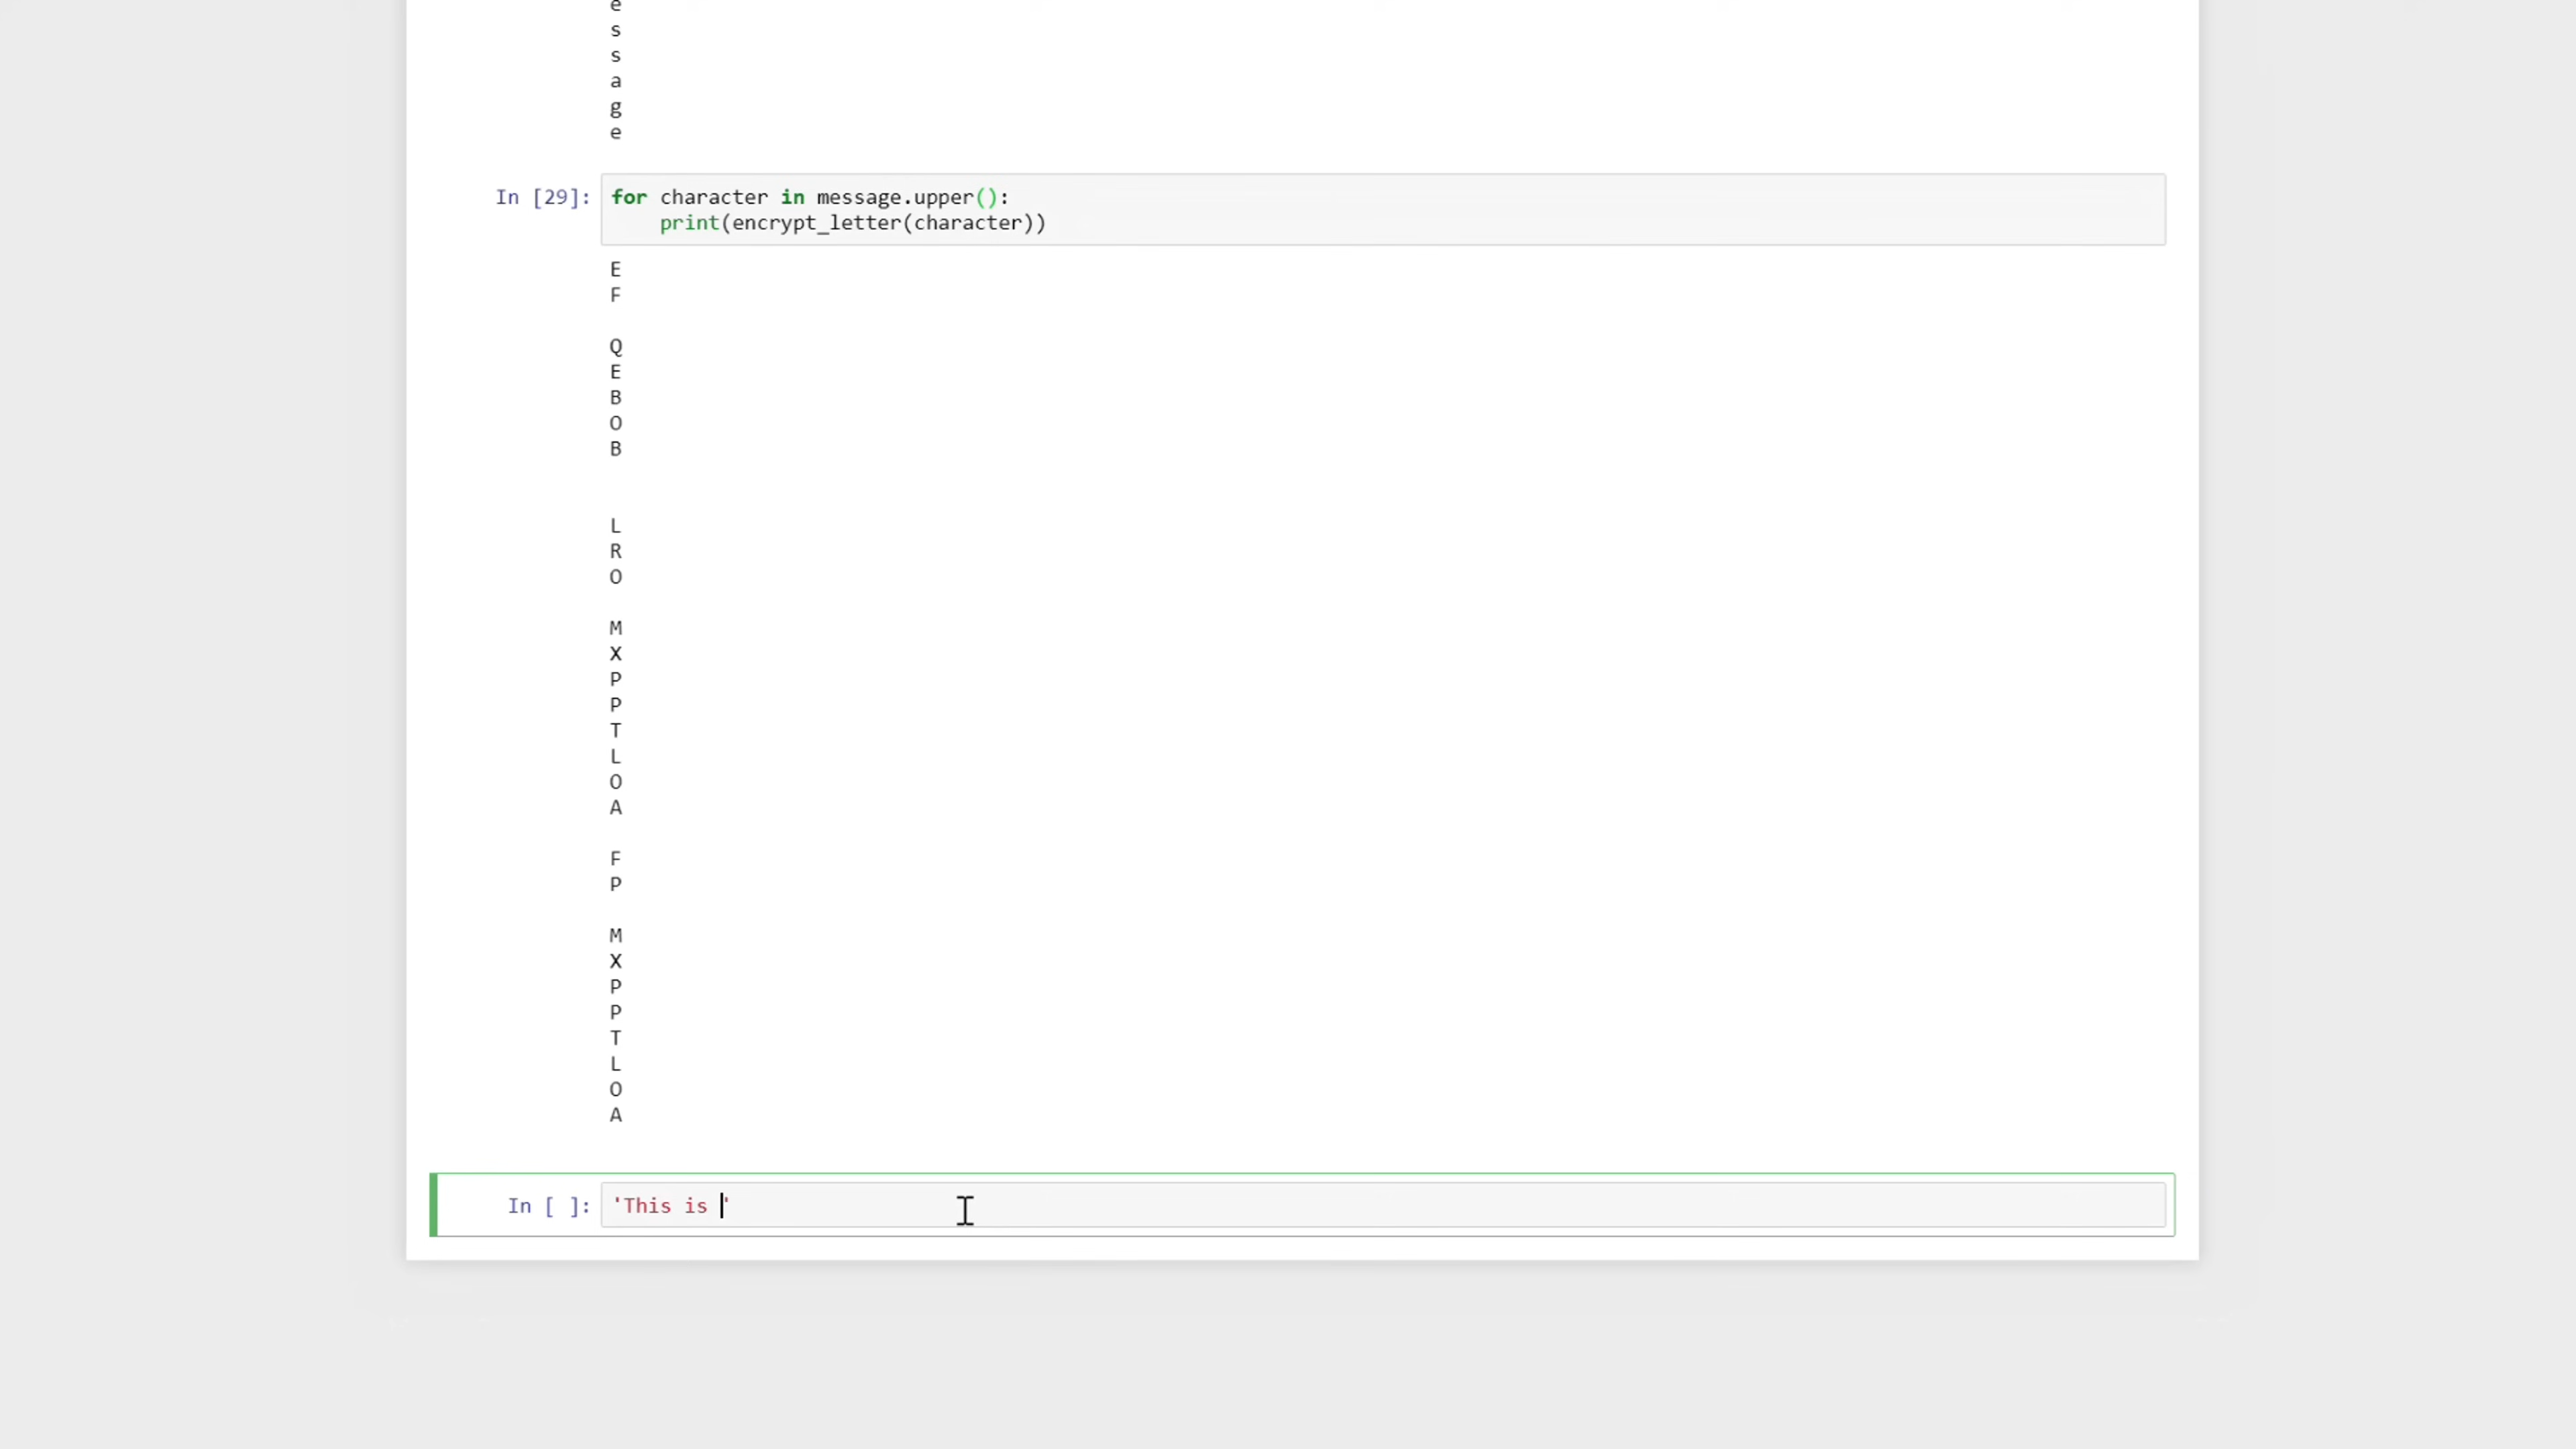 e
s
s
a
g
e
In [29]: for character in message.upper():
print(encrypt_letter(character))
E
F
Q
E
B
O
B
L
R
O
M
X
P
P
T
L
O
A
F
P
M
X
P
P
T
L
O
A
In [ ]: 'This is '